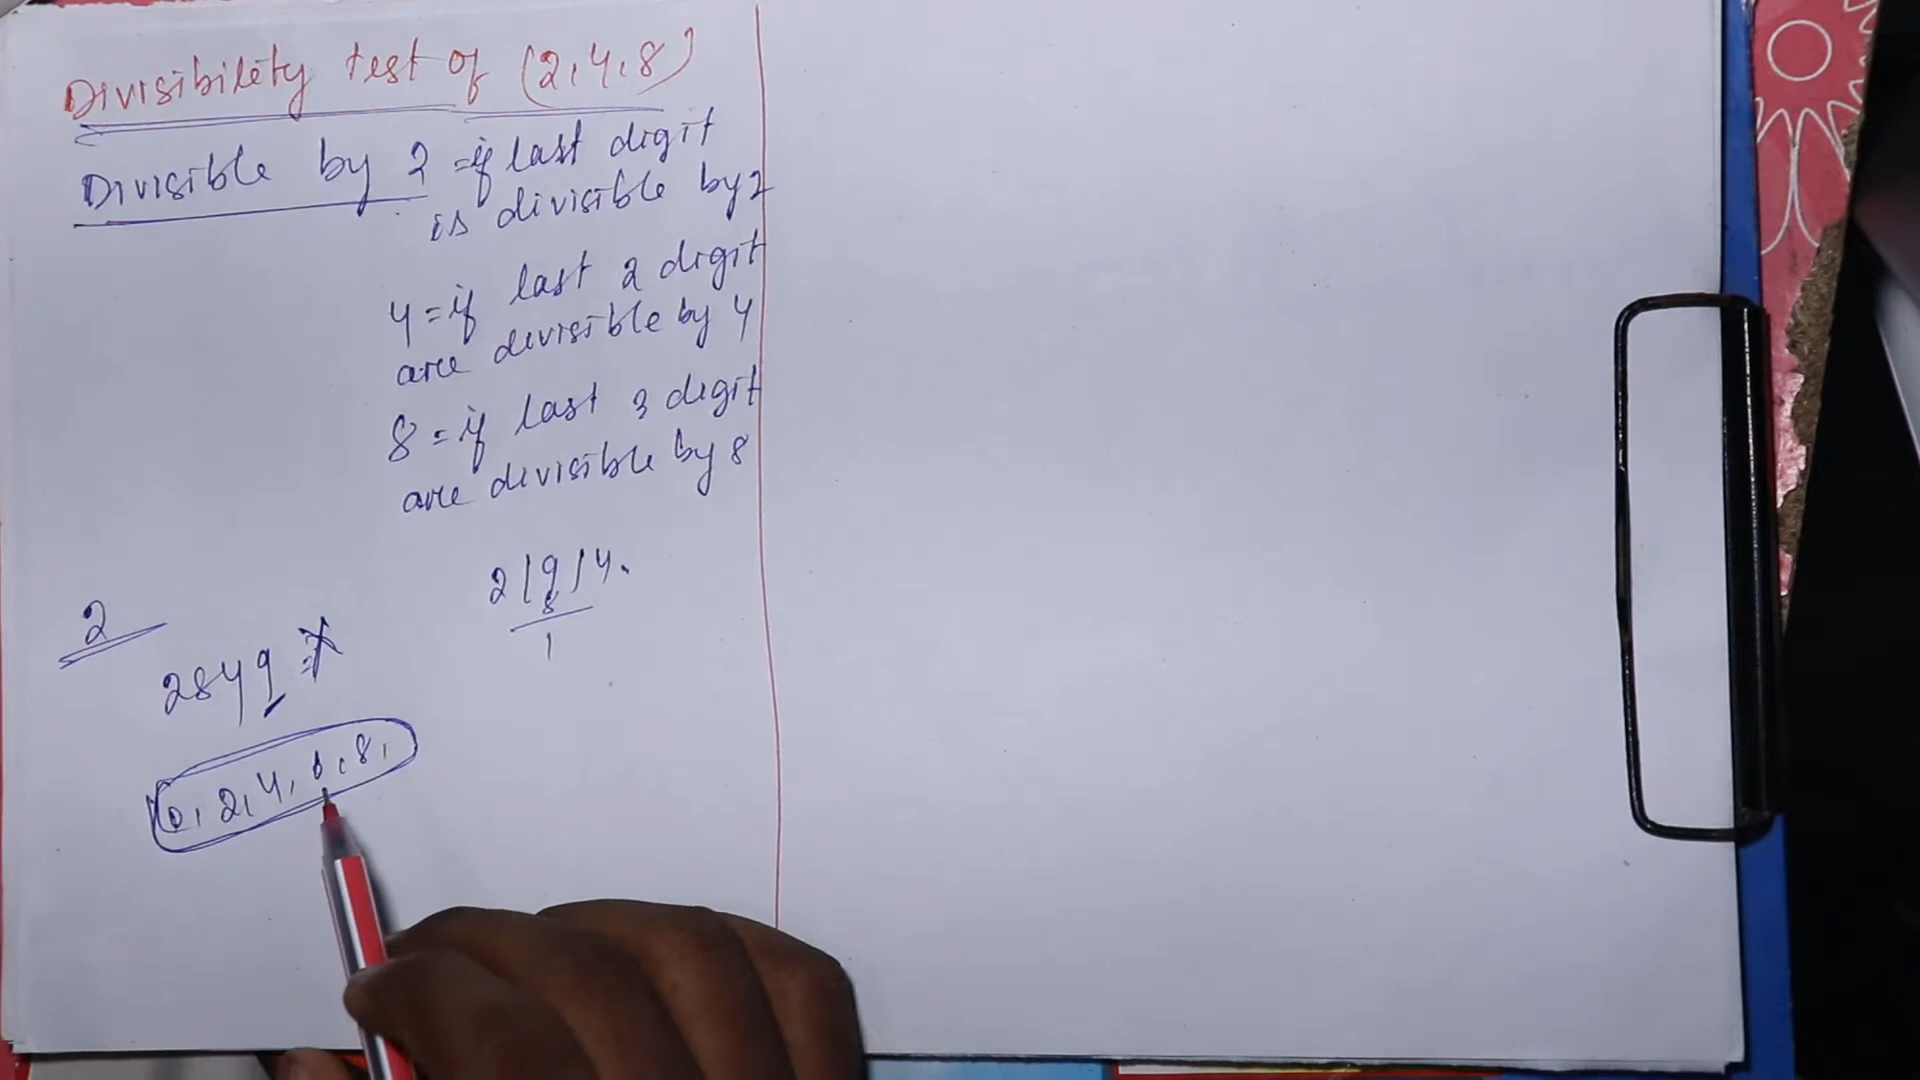 Divisibility test of (2,4,8)
Divisible by 2 = if last digit
is divisible by 2
4 = if last 2 digit
are divisible by 4
8 = if last 3 digit
are divisible by 8
2 ) 9 ) 4.
8
1
2
2849 = X
0, 2, 4, 6, 8,